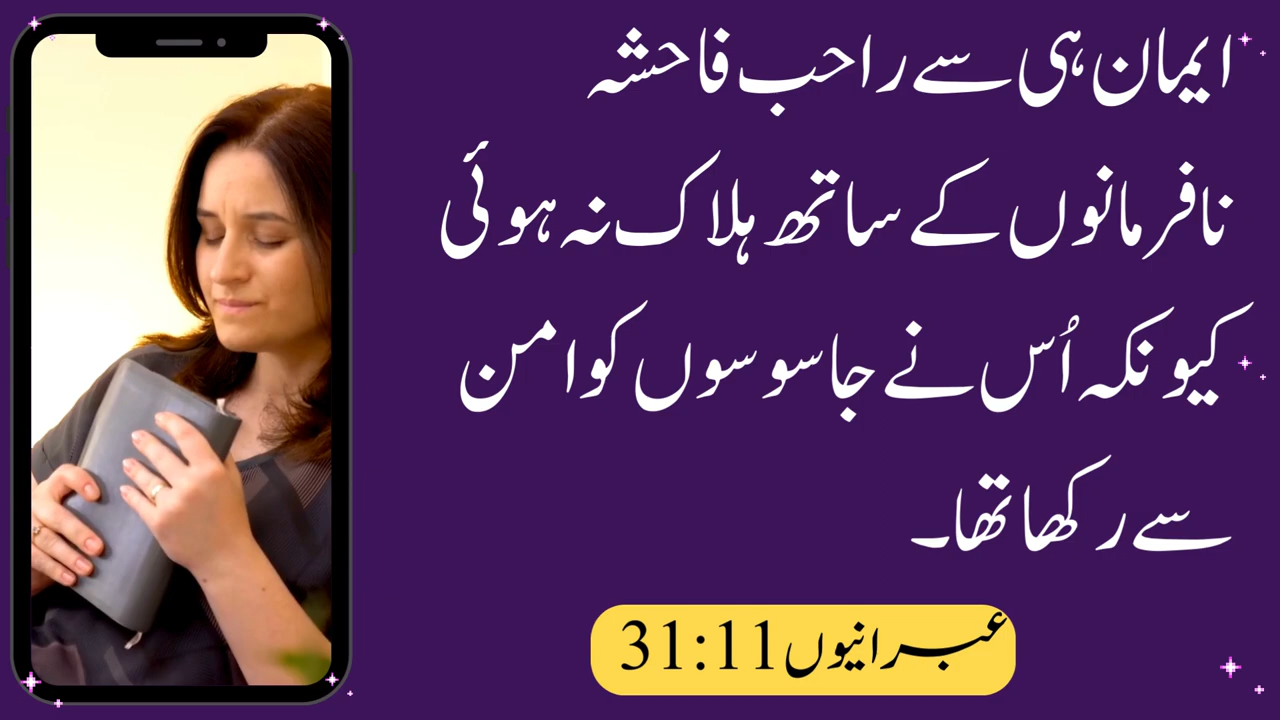 ایمان ہی سے راحب فاحشہ
نافرمانوں کے ساتھ ہلاک نہ ہوئی
کیونکہ اُس نے جاسوسوں کو امن
سے رکھا تھا۔
عبرانیوں 31:11